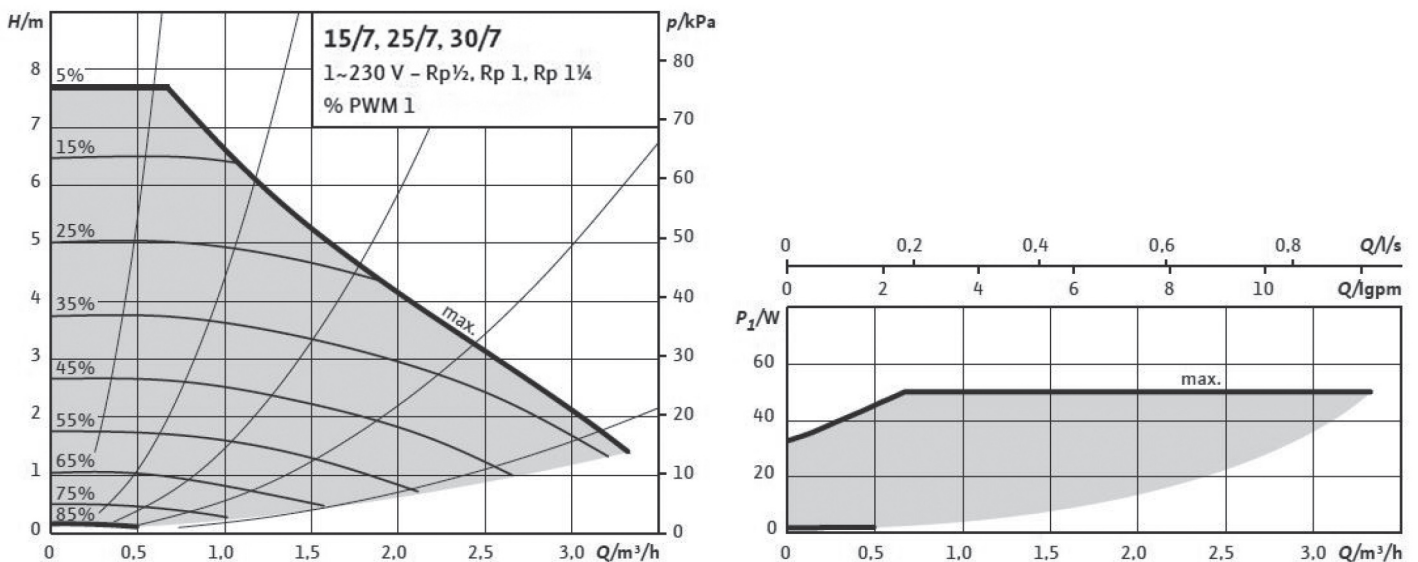 H/m
p/kPa
15/7, 25/7, 30/7
1~230 V – Rp½, Rp 1, Rp 1¼
% PWM 1
8
7
6
5
4
3
2
1
0
80
70
60
50
40
30
20
10
0
5%
15%
25%
35%
45%
55%
65%
75%
85%
max.
0 0,5 1,0 1,5 2,0 2,5 3,0 Q/m³/h
0 0,2 0,4 0,6 0,8 Q/l/s
0 2 4 6 8 10 Q/Igpm
P₁/W
60
40
20
0
max.
0 0,5 1,0 1,5 2,0 2,5 3,0 Q/m³/h